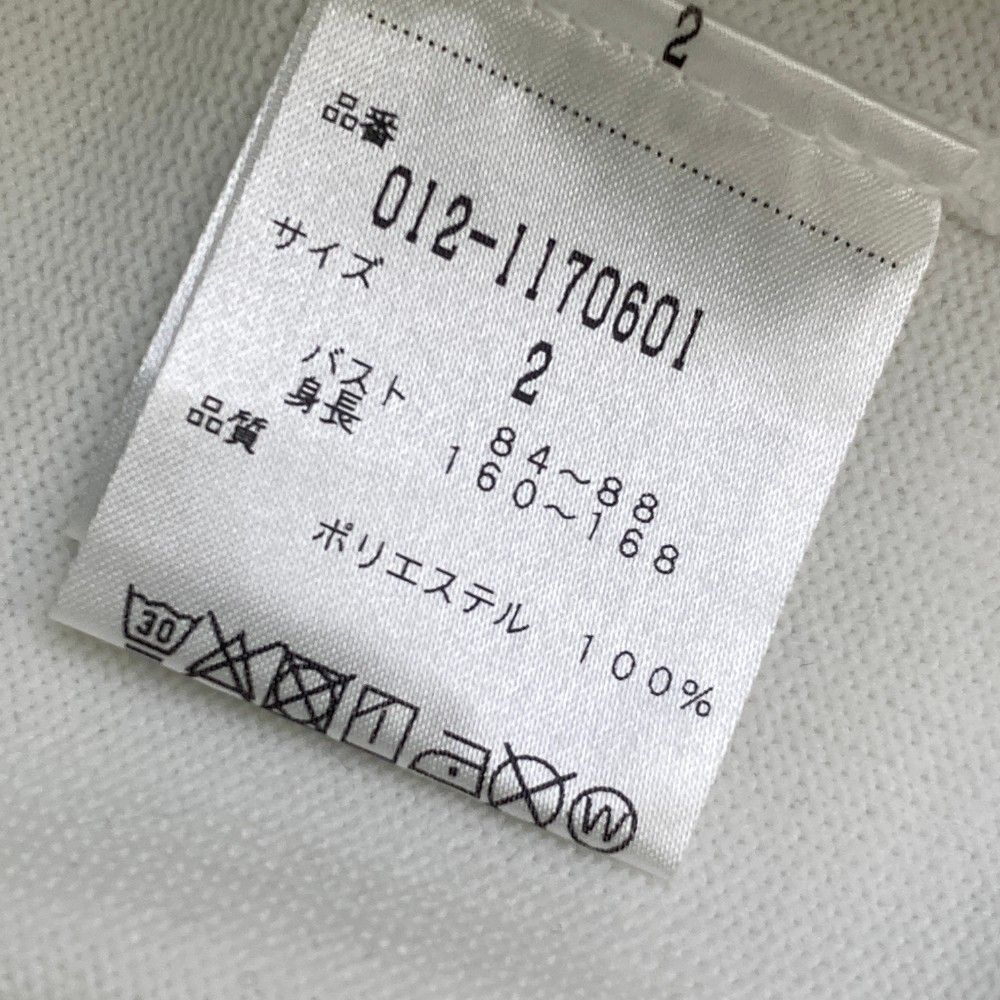 2
品番
012-1170601
サイズ
2
バスト 84~88
身長 160~168
品質
ポリエステル 100%
30
W